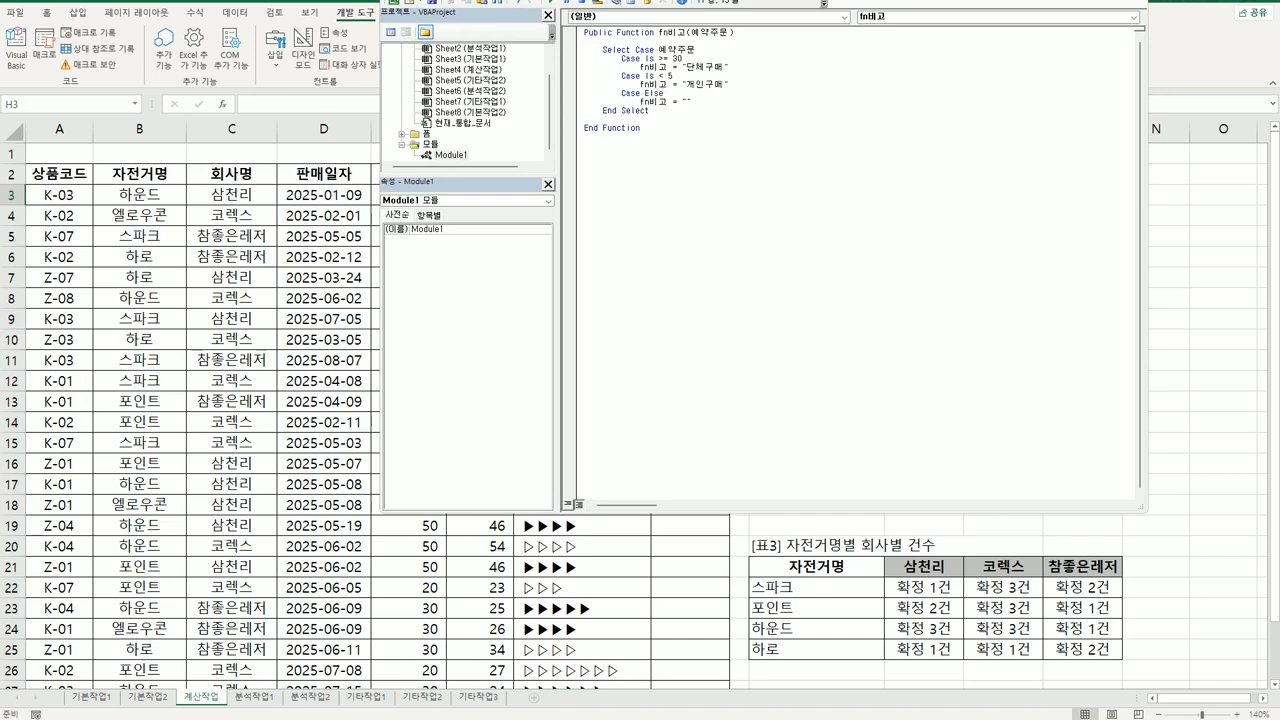 파일 홈 삽입 페이지 레이아웃 수식 데이터 검토 보기 개발 도구
공유
Visual Basic 매크로 매크로 기록 상대 참조로 기록 매크로 보안
코드
추가 기능 Excel 추가 기능 COM 추가 기능
추가 기능
삽입 디자인 모드 속성 코드 보기 대화 상자 실
컨트롤
H3
fx
프로젝트 - VBAProject
Sheet2 (분석작업1)
Sheet3 (기본작업1)
Sheet4 (계산작업)
Sheet5 (기타작업2)
Sheet6 (분석작업2)
Sheet7 (기타작업1)
Sheet8 (기본작업2)
현재_통합_문서
폼
모듈
Module1
속성 - Module1
Module1 모듈
사전순 항목별
(이름) Module1
(일반) fn비고
Public Function fn비고(예약주문)
Select Case 예약주문
Case Is >= 30
fn비고 = "단체구매"
Case Is < 5
fn비고 = "개인구매"
Case Else
fn비고 = ""
End Select
End Function
A B C D N O
1
2 상품코드 자전거명 회사명 판매일자
3 K-03 하운드 삼천리 2025-01-09
4 K-02 엘로우콘 코렉스 2025-02-01
5 K-07 스파크 참좋은레저 2025-05-05
6 K-02 하로 참좋은레저 2025-02-12
7 Z-07 하로 삼천리 2025-03-24
8 Z-08 하운드 코렉스 2025-06-02
9 K-03 스파크 삼천리 2025-07-05
10 Z-03 하로 코렉스 2025-03-05
11 K-03 스파크 참좋은레저 2025-08-07
12 K-01 스파크 코렉스 2025-04-08
13 K-01 포인트 참좋은레저 2025-04-09
14 K-02 포인트 코렉스 2025-02-11
15 K-07 스파크 코렉스 2025-05-03
16 Z-01 포인트 삼천리 2025-05-07
17 K-01 하운드 삼천리 2025-05-08
18 Z-01 엘로우콘 삼천리 2025-05-08
19 Z-04 하운드 삼천리 2025-05-19 50 46 ▶▶▶▶
20 K-04 하운드 코렉스 2025-06-02 50 54 ▷▷▷▷
21 Z-01 포인트 삼천리 2025-06-02 50 46 ▶▶▶▶
22 K-07 포인트 코렉스 2025-06-05 20 23 ▷▷▷
23 K-04 하운드 참좋은레저 2025-06-09 30 25 ▶▶▶▶▶
24 K-01 엘로우콘 참좋은레저 2025-06-09 30 26 ▶▶▶▶
25 Z-01 하로 참좋은레저 2025-06-11 30 34 ▷▷▷▷
26 K-02 포인트 코렉스 2025-07-08 20 27 ▷▷▷▷▷▷▷
[표3] 자전거명별 회사별 건수
자전거명 삼천리 코렉스 참좋은레저
스파크 확정 1건 확정 3건 확정 2건
포인트 확정 2건 확정 3건 확정 1건
하운드 확정 3건 확정 3건 확정 1건
하로 확정 1건 확정 1건 확정 2건
기본작업1 기본작업2 계산작업 분석작업1 분석작업2 기타작업1 기타작업2 기타작업3
준비
140%